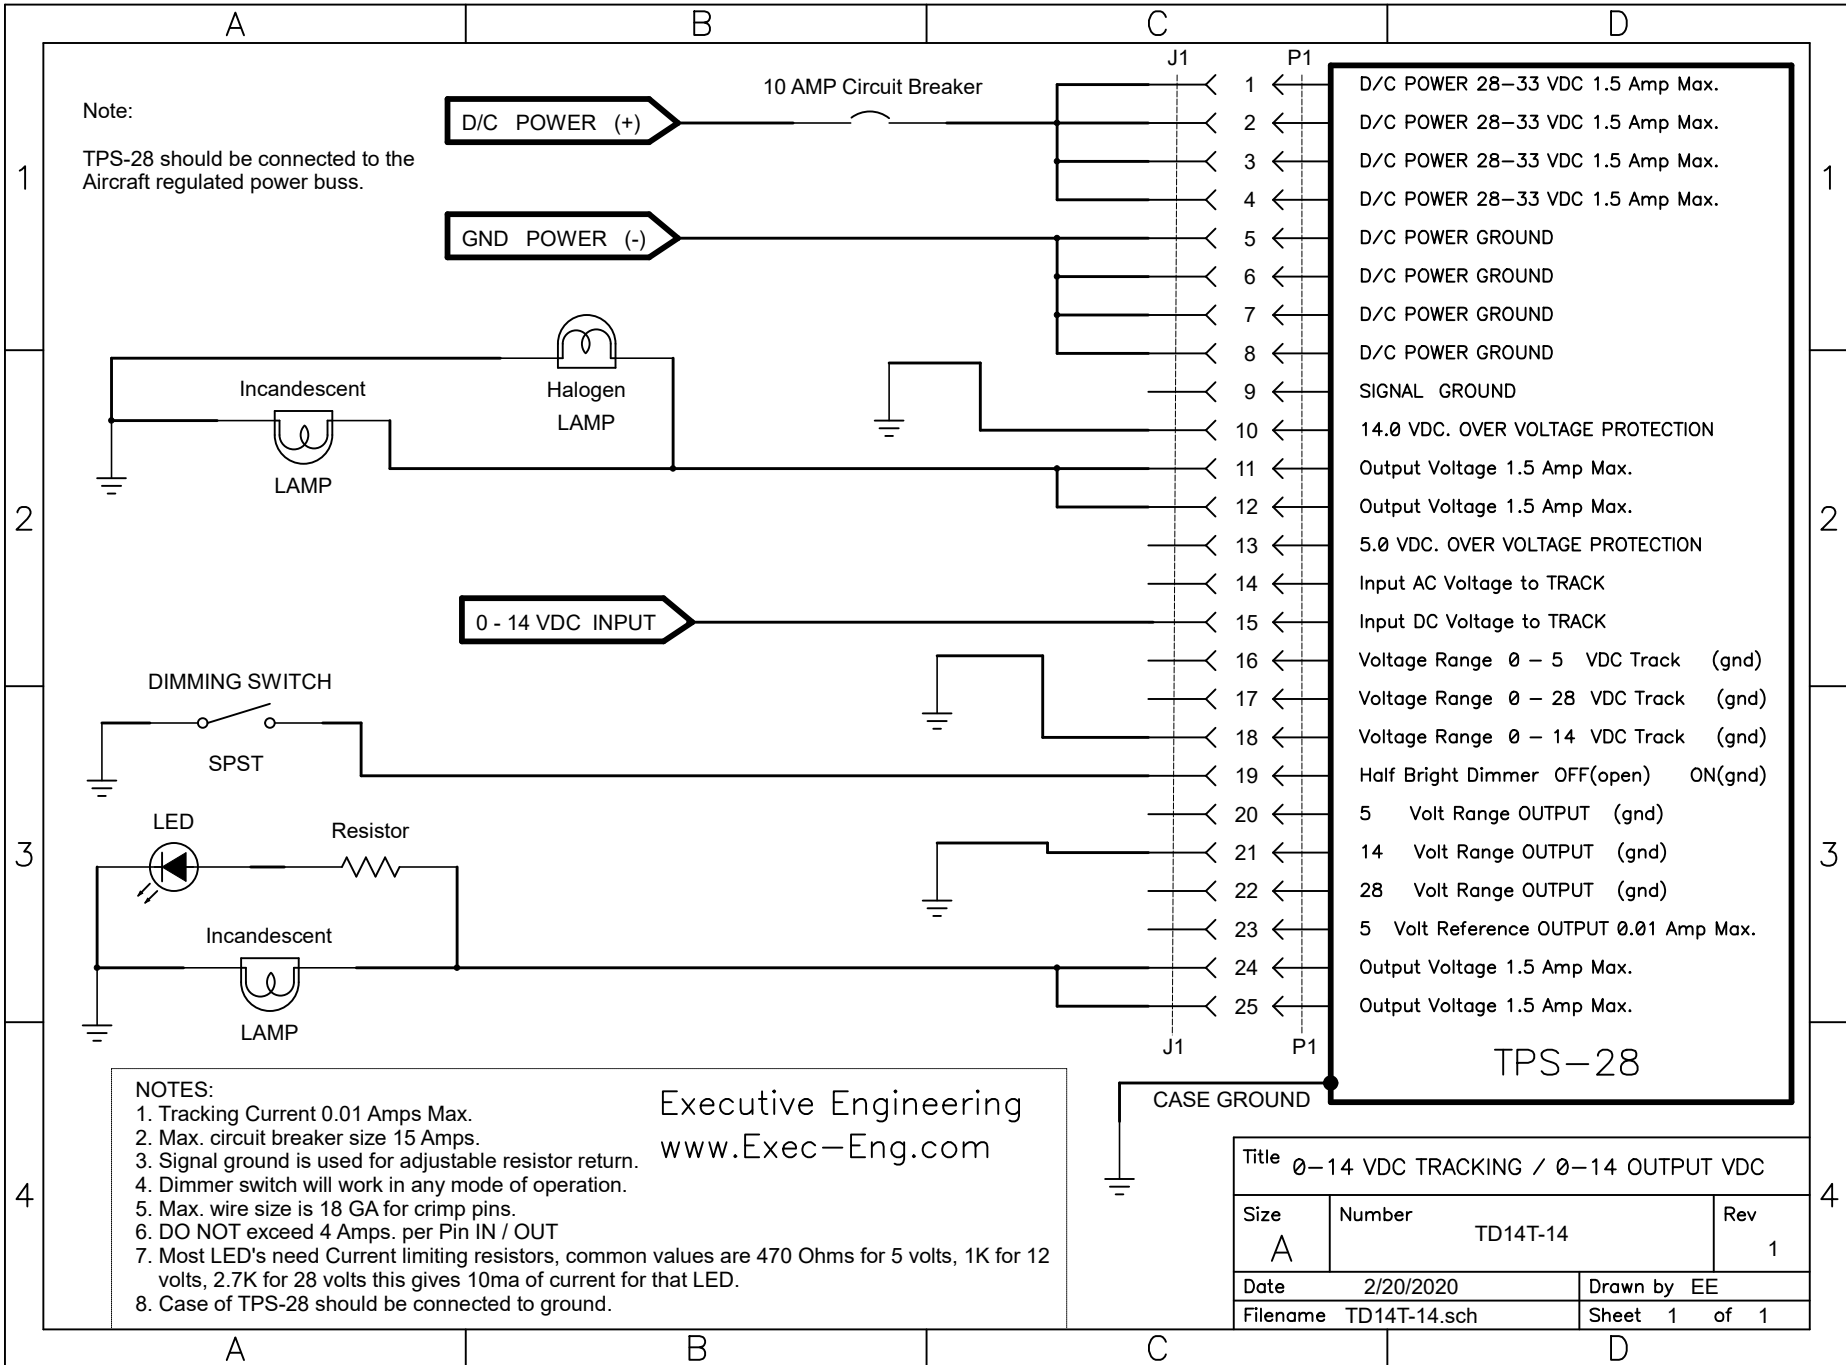 A B C D
J1 P1
Note:
TPS-28 should be connected to the
Aircraft regulated power buss.
D/C POWER (+)
10 AMP Circuit Breaker
GND POWER (-)
1
1
Incandescent
LAMP
Halogen
LAMP
2
2
0 - 14 VDC INPUT
DIMMING SWITCH
SPST
LED
Resistor
3
3
Incandescent
LAMP
1 D/C POWER 28-33 VDC 1.5 Amp Max.
2 D/C POWER 28-33 VDC 1.5 Amp Max.
3 D/C POWER 28-33 VDC 1.5 Amp Max.
4 D/C POWER 28-33 VDC 1.5 Amp Max.
5 D/C POWER GROUND
6 D/C POWER GROUND
7 D/C POWER GROUND
8 D/C POWER GROUND
9 SIGNAL GROUND
10 14.0 VDC. OVER VOLTAGE PROTECTION
11 Output Voltage 1.5 Amp Max.
12 Output Voltage 1.5 Amp Max.
13 5.0 VDC. OVER VOLTAGE PROTECTION
14 Input AC Voltage to TRACK
15 Input DC Voltage to TRACK
16 Voltage Range 0 - 5 VDC Track (gnd)
17 Voltage Range 0 - 28 VDC Track (gnd)
18 Voltage Range 0 - 14 VDC Track (gnd)
19 Half Bright Dimmer OFF(open) ON(gnd)
20 5 Volt Range OUTPUT (gnd)
21 14 Volt Range OUTPUT (gnd)
22 28 Volt Range OUTPUT (gnd)
23 5 Volt Reference OUTPUT 0.01 Amp Max.
24 Output Voltage 1.5 Amp Max.
25 Output Voltage 1.5 Amp Max.
J1 P1
TPS-28
CASE GROUND
NOTES:
1. Tracking Current 0.01 Amps Max.
2. Max. circuit breaker size 15 Amps.
3. Signal ground is used for adjustable resistor return.
4. Dimmer switch will work in any mode of operation.
5. Max. wire size is 18 GA for crimp pins.
6. DO NOT exceed 4 Amps. per Pin IN / OUT
7. Most LED's need Current limiting resistors, common values are 470 Ohms for 5 volts, 1K for 12
volts, 2.7K for 28 volts this gives 10ma of current for that LED.
8. Case of TPS-28 should be connected to ground.
Executive Engineering
www.Exec-Eng.com
4
4
Title 0-14 VDC TRACKING / 0-14 OUTPUT VDC
Size A
Number TD14T-14
Rev 1
Date 2/20/2020
Drawn by EE
Filename TD14T-14.sch
Sheet 1 of 1
A B C D